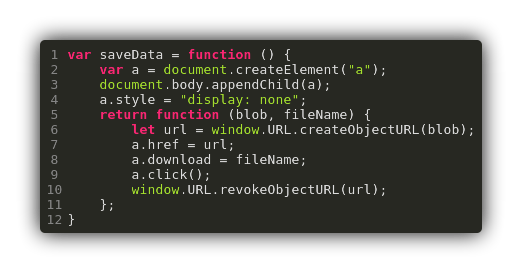 1 var saveData = function () {
2     var a = document.createElement("a");
3     document.body.appendChild(a);
4     a.style = "display: none";
5     return function (blob, fileName) {
6         let url = window.URL.createObjectURL(blob);
7         a.href = url;
8         a.download = fileName;
9         a.click();
10         window.URL.revokeObjectURL(url);
11     };
12 }